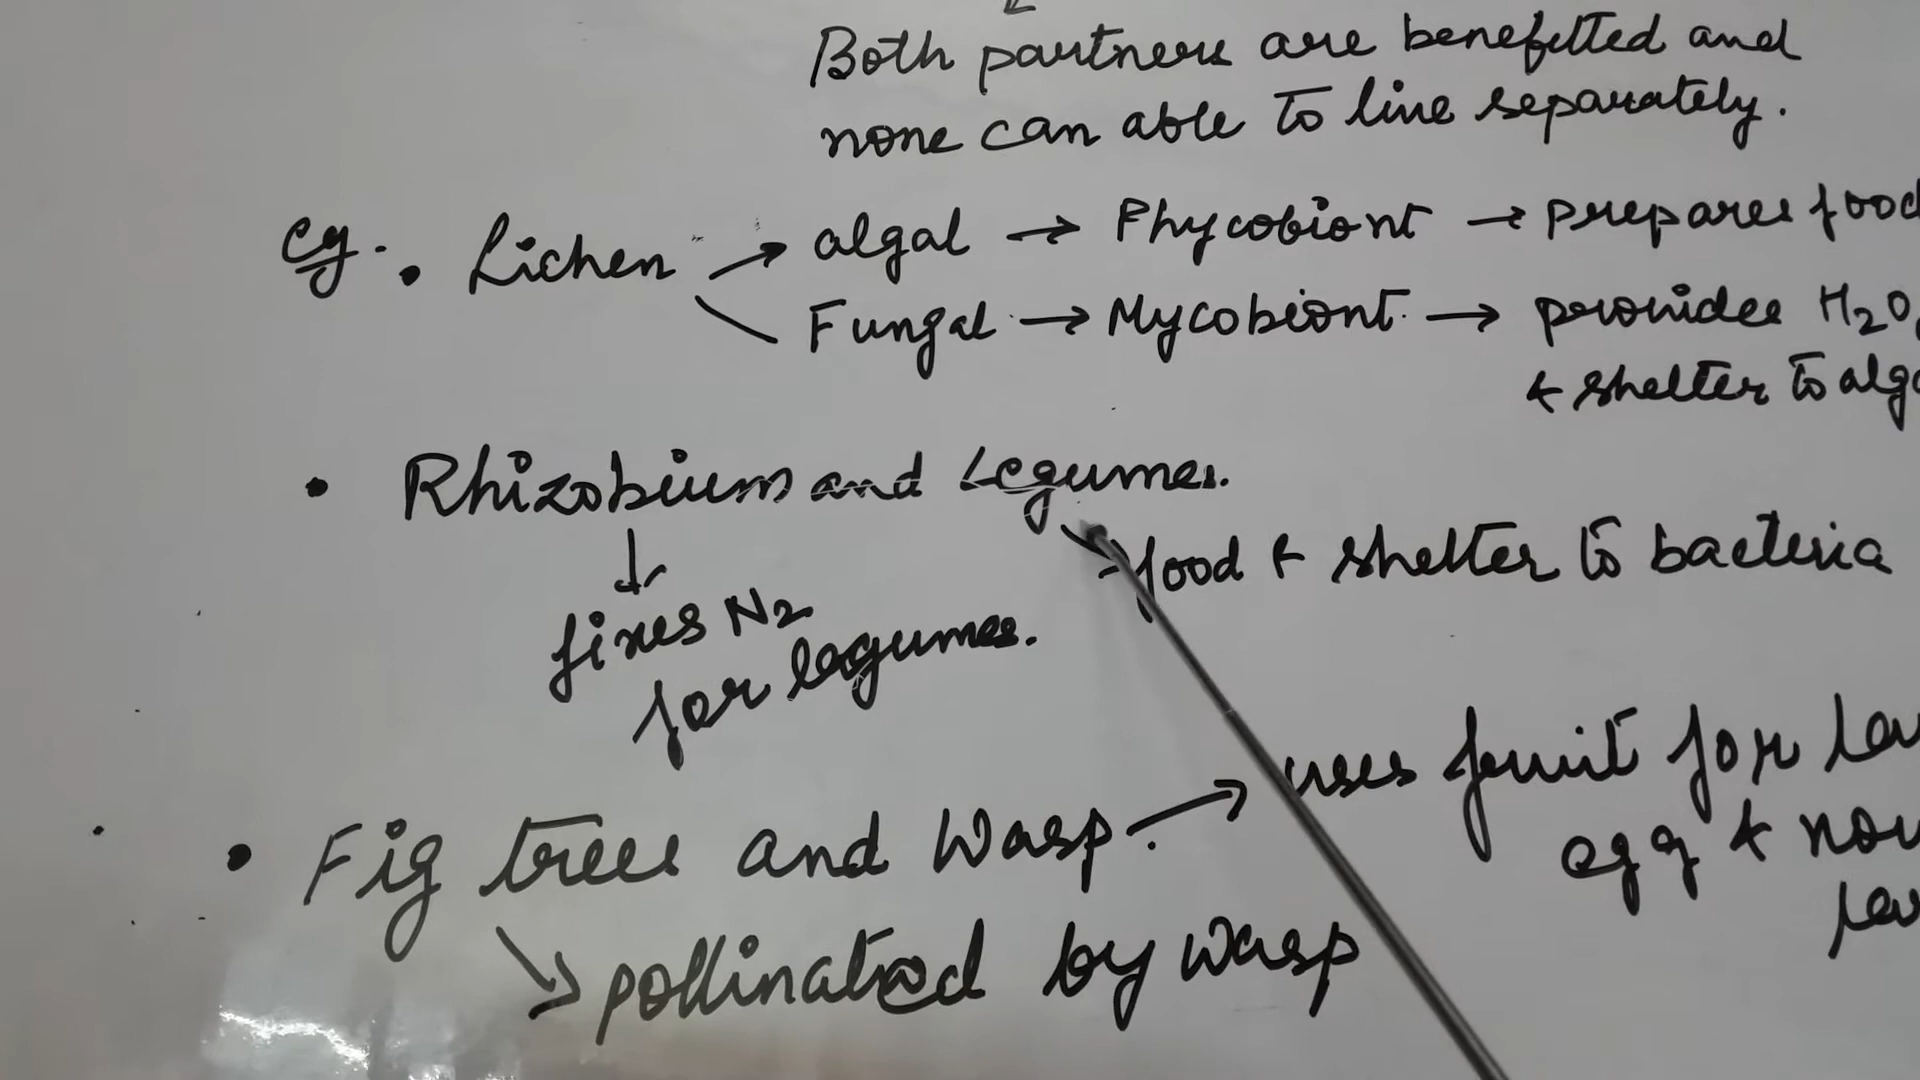 Both partners are benefitted and
none can able to live separately.
eg. • Lichen → algal → Phycobiont → prepares food
Fungal → Mycobiont → provides H2O
& shelter to alg
• Rhizobium and Legumes.
food & shelter to bacteria
↓
fixes N2
for legumes.
• Fig trees and Wasp. → uses fruit for
egg &
pollinated by wasp